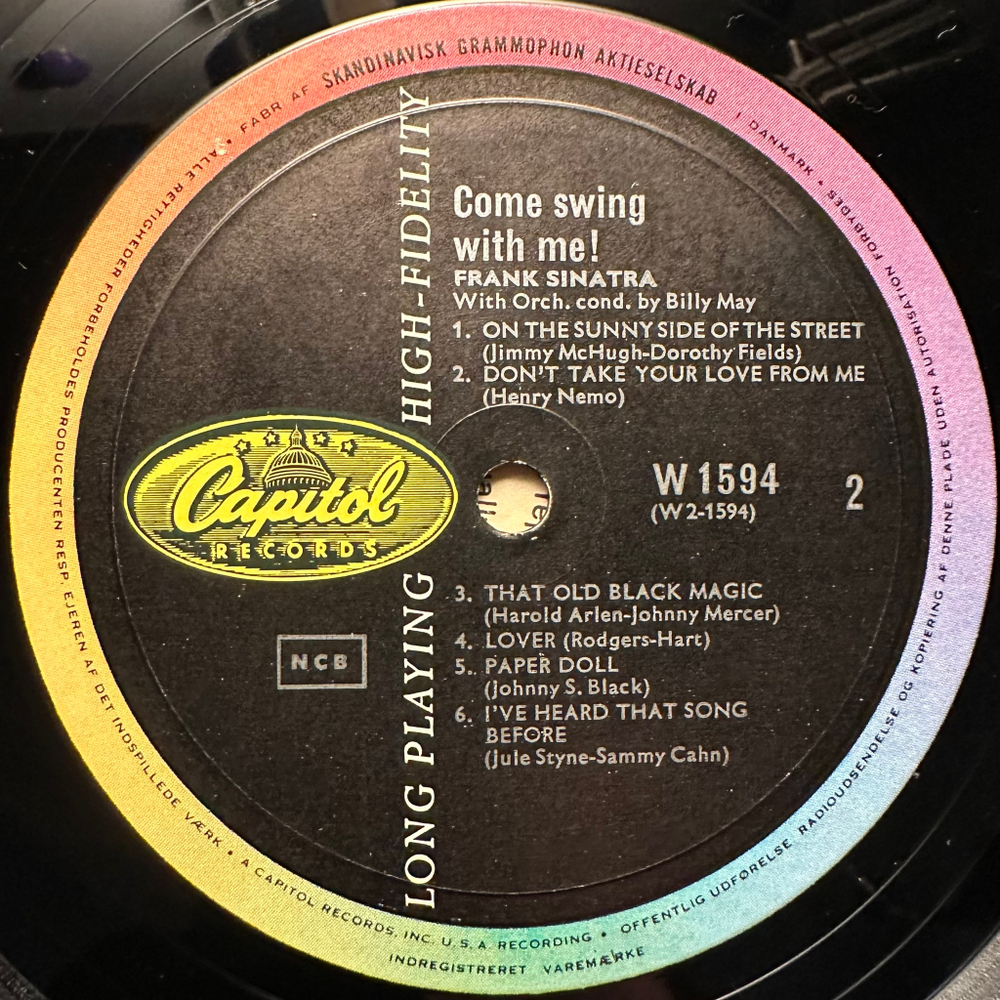 SKANDINAVISK GRAMMOPHON AKTIESELSKAB
I DANMARK • KOPIERING AF DENNE PLADE UDEN AUTORISATION FORBYDES
OFFENTLIG UDFØRELSE RADIOUDSENDELSE OG
• ALLE RETTIGHEDER FORBEHOLDES PRODUCENTEN RESP. EJEREN AF DET INDSPILLEDE VÆRK •
FABR AF
A CAPITOL RECORDS, INC. U.S.A. RECORDING •
INDREGISTRERET VAREMÆRKE
LONG PLAYING HIGH-FIDELITY
Come swing
with me!
FRANK SINATRA
With Orch. cond. by Billy May
1. ON THE SUNNY SIDE OF THE STREET
(Jimmy McHugh-Dorothy Fields)
2. DON'T TAKE YOUR LOVE FROM ME
(Henry Nemo)
Capitol
RECORDS
W 1594
(W2-1594)
2
NCB
3. THAT OLD BLACK MAGIC
(Harold Arlen-Johnny Mercer)
4. LOVER (Rodgers-Hart)
5. PAPER DOLL
(Johnny S. Black)
6. I'VE HEARD THAT SONG
BEFORE
(Jule Styne-Sammy Cahn)